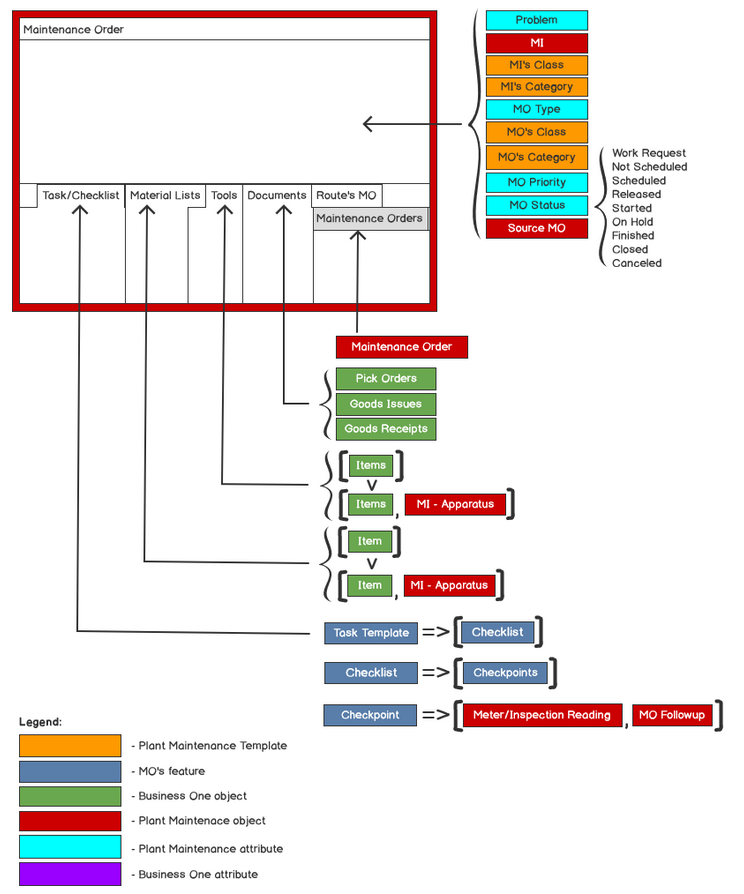 Maintenance Order
Task/Checklist
Material Lists
Tools
Documents
Route's MO
Maintenance Orders
Problem
MI
MI's Class
MI's Category
MO Type
MO's Class
MO's Category
MO Priority
MO Status
Source MO
Work Request
Not Scheduled
Scheduled
Released
Started
On Hold
Finished
Closed
Canceled
Maintenance Order
Pick Orders
Goods Issues
Goods Receipts
[Items]
v
[Items, MI - Apparatus]
[Item]
v
[Item, MI - Apparatus]
Task Template => [Checklist]
Checklist => [Checkpoints]
Checkpoint => [Meter/Inspection Reading, MO Followup]
Legend:
- Plant Maintenance Template
- MO's feature
- Business One object
- Plant Maintenace object
- Plant Maintenance attribute
- Business One attribute